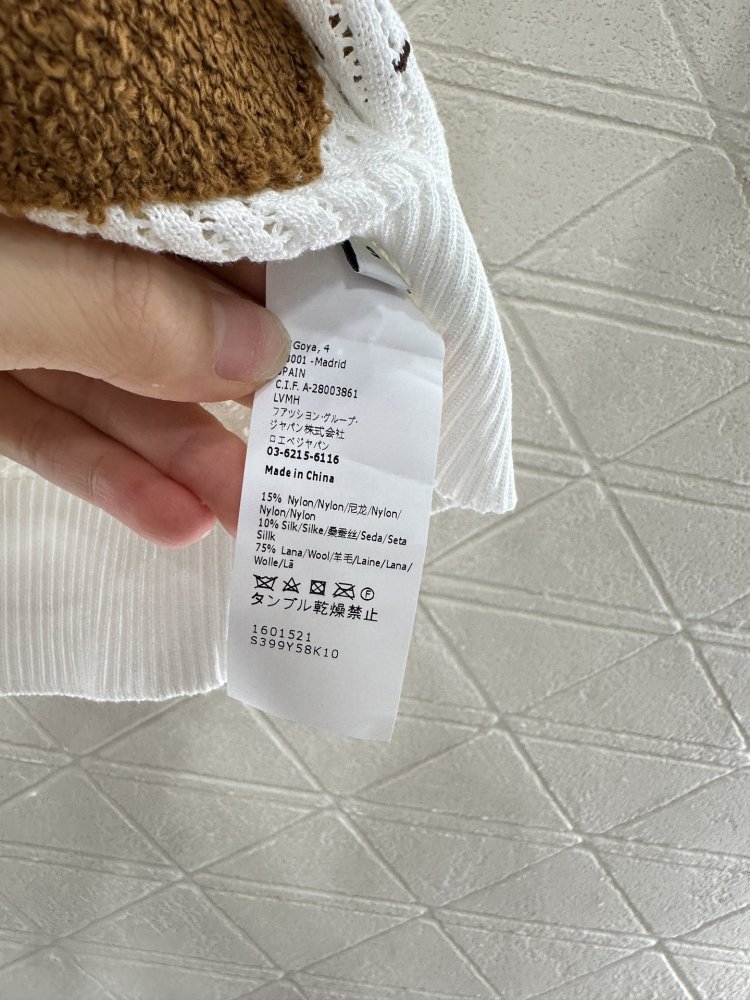 Goya, 4
001 - Madrid
SPAIN
C.I.F. A-28003861
LVMH
ファッション・グループ・
ジャパン株式会社
ロエベジャパン
03-6215-6116
Made in China
15% Nylon/Nylon/尼龙/Nylon/
Nylon/Nylon
10% Silk/Silke/桑蚕丝/Seda/Seta
Sillk
75% Lana/Wool/羊毛/Laine/Lana/
Wolle/Lã
F
タンブル乾燥禁止
1601521
S399Y58K10